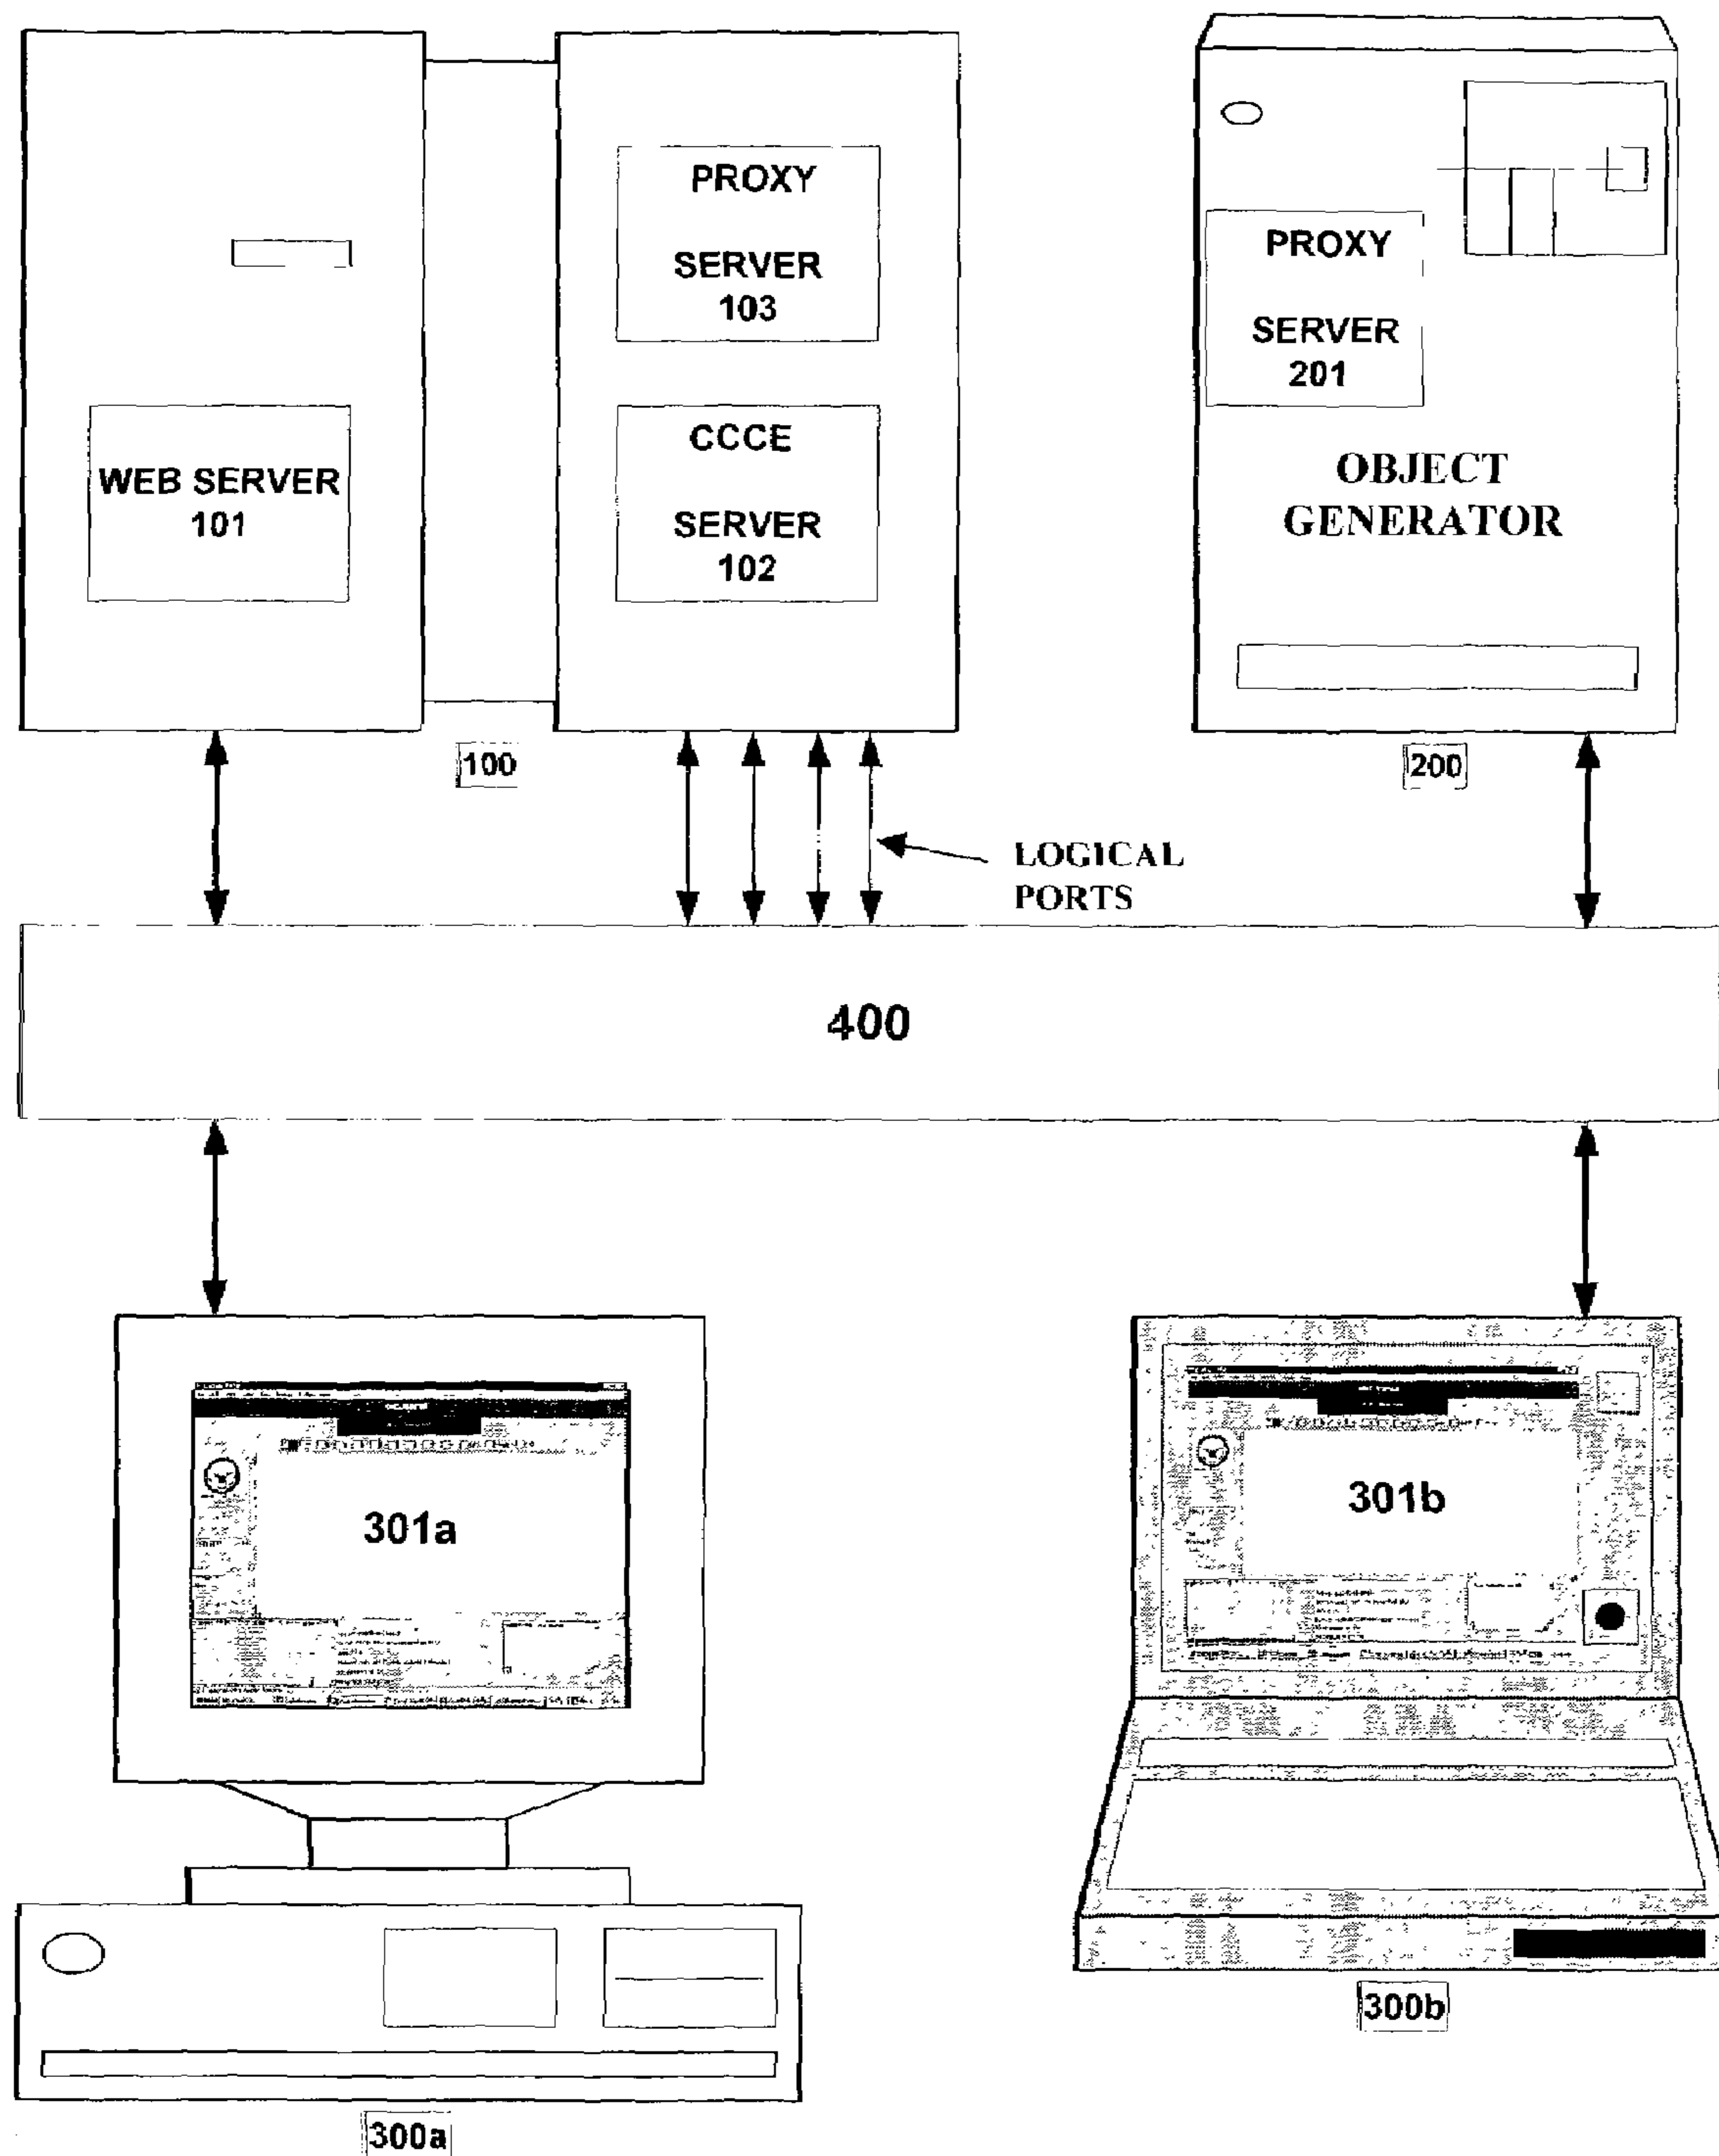 PROXY
SERVER
103
PROXY
SERVER
201
WEB SERVER
101
CCCE
SERVER
102
OBJECT
GENERATOR
100
200
LOGICAL
PORTS
400
301a
301b
300a
300b